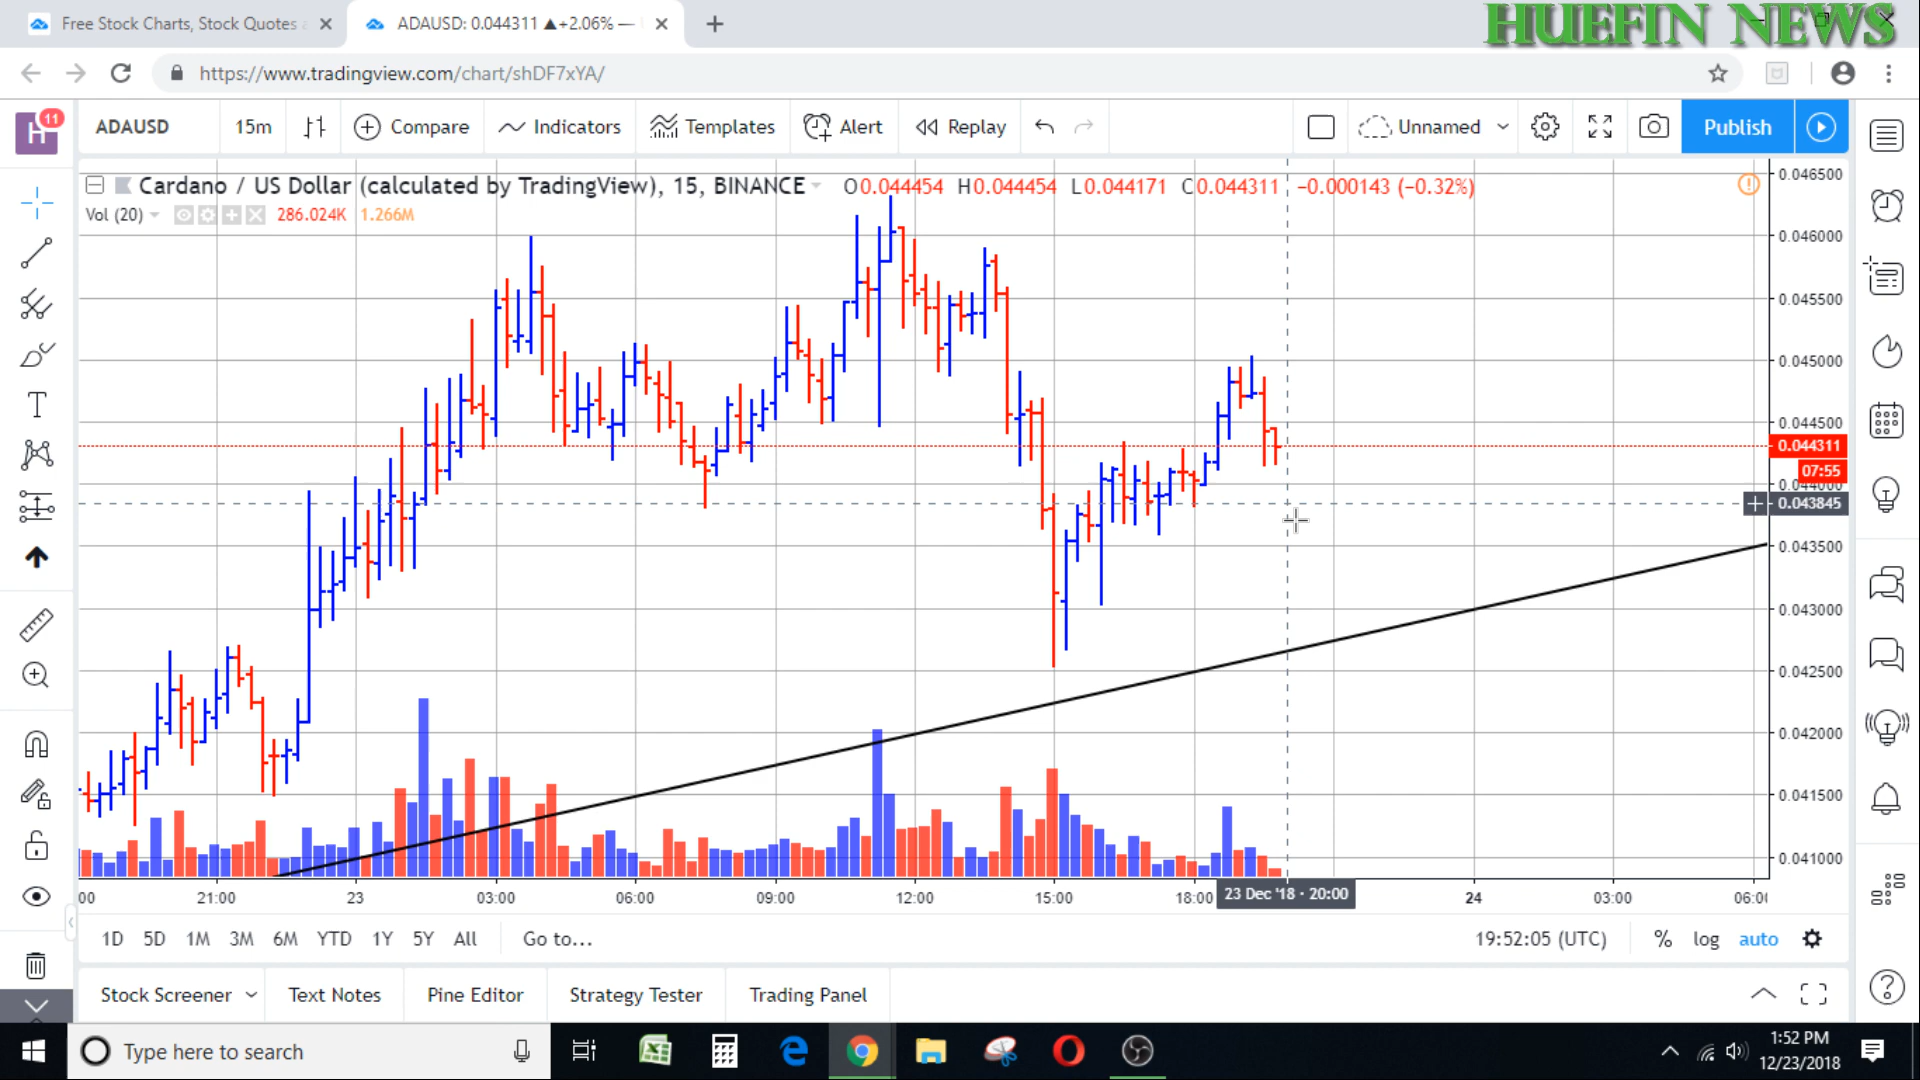 Free Stock Charts, Stock Quotes
ADAUSD: 0.044311 ▲+2.06% —
HUEFIN NEWS
https://www.tradingview.com/chart/shDF7xYA/
H 11
ADAUSD 15m Compare Indicators Templates Alert Replay Unnamed Publish
Cardano / US Dollar (calculated by TradingView), 15, BINANCE O0.044454 H0.044454 L0.044171 C0.044311 −0.000143 (−0.32%)
Vol (20) 286.024K 1.266M
0.046500
0.046000
0.045500
0.045000
0.044500
0.044311
07:55
0.044000
0.043845
0.043500
0.043000
0.042500
0.042000
0.041500
0.041000
:00 21:00 23 03:00 06:00 09:00 12:00 15:00 18:00 23 Dec '18 · 20:00 24 03:00 06:0
1D 5D 1M 3M 6M YTD 1Y 5Y All Go to... 19:52:05 (UTC) % log auto
Stock Screener Text Notes Pine Editor Strategy Tester Trading Panel
Type here to search
1:52 PM
12/23/2018